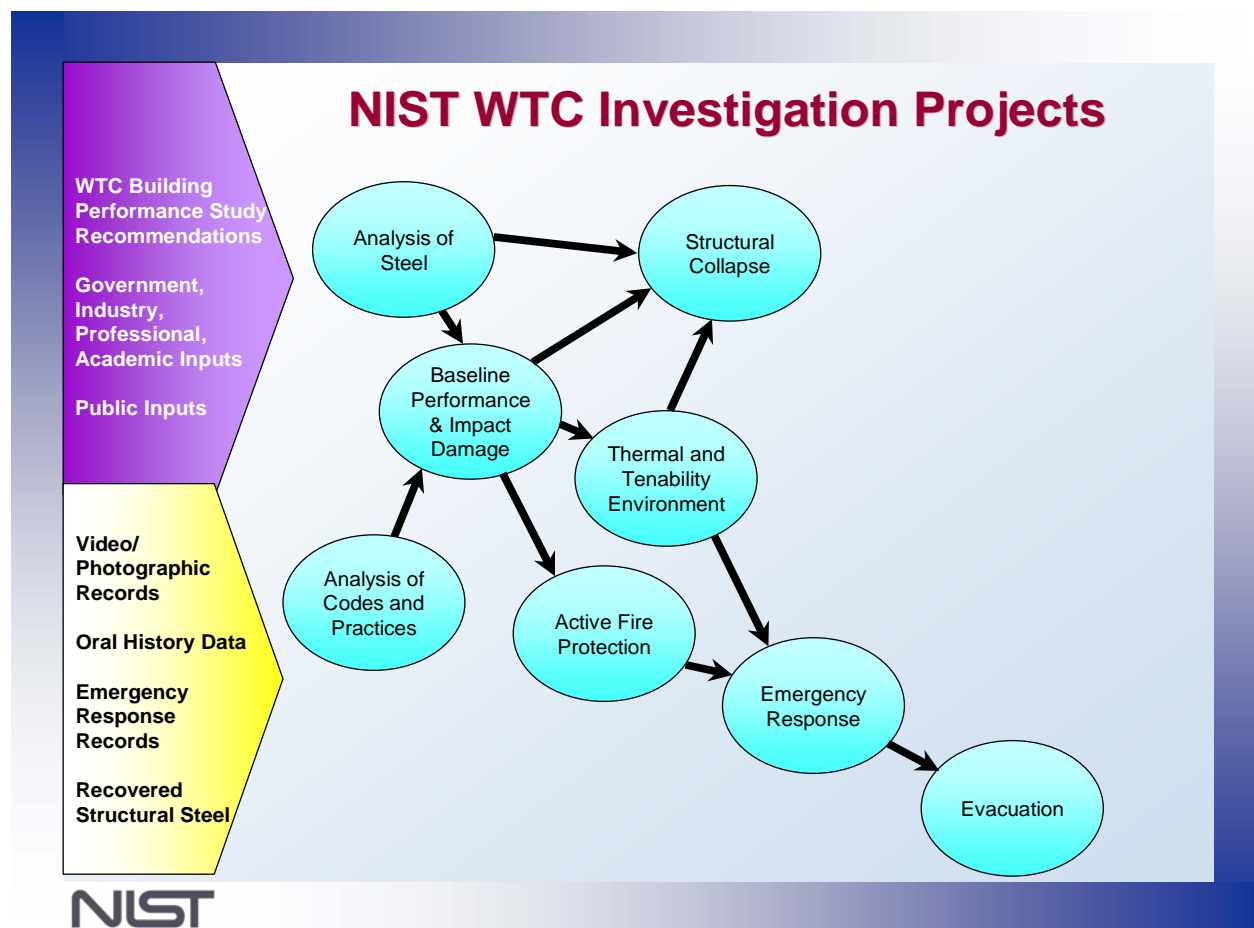 NIST WTC Investigation Projects
WTC Building
Performance Study
Recommendations
Government,
Industry,
Professional,
Academic Inputs
Public Inputs
Video/
Photographic
Records
Oral History Data
Emergency
Response
Records
Recovered
Structural Steel
Analysis of
Steel
Structural
Collapse
Baseline
Performance
& Impact
Damage
Thermal and
Tenability
Environment
Analysis of
Codes and
Practices
Active Fire
Protection
Emergency
Response
Evacuation
NIST